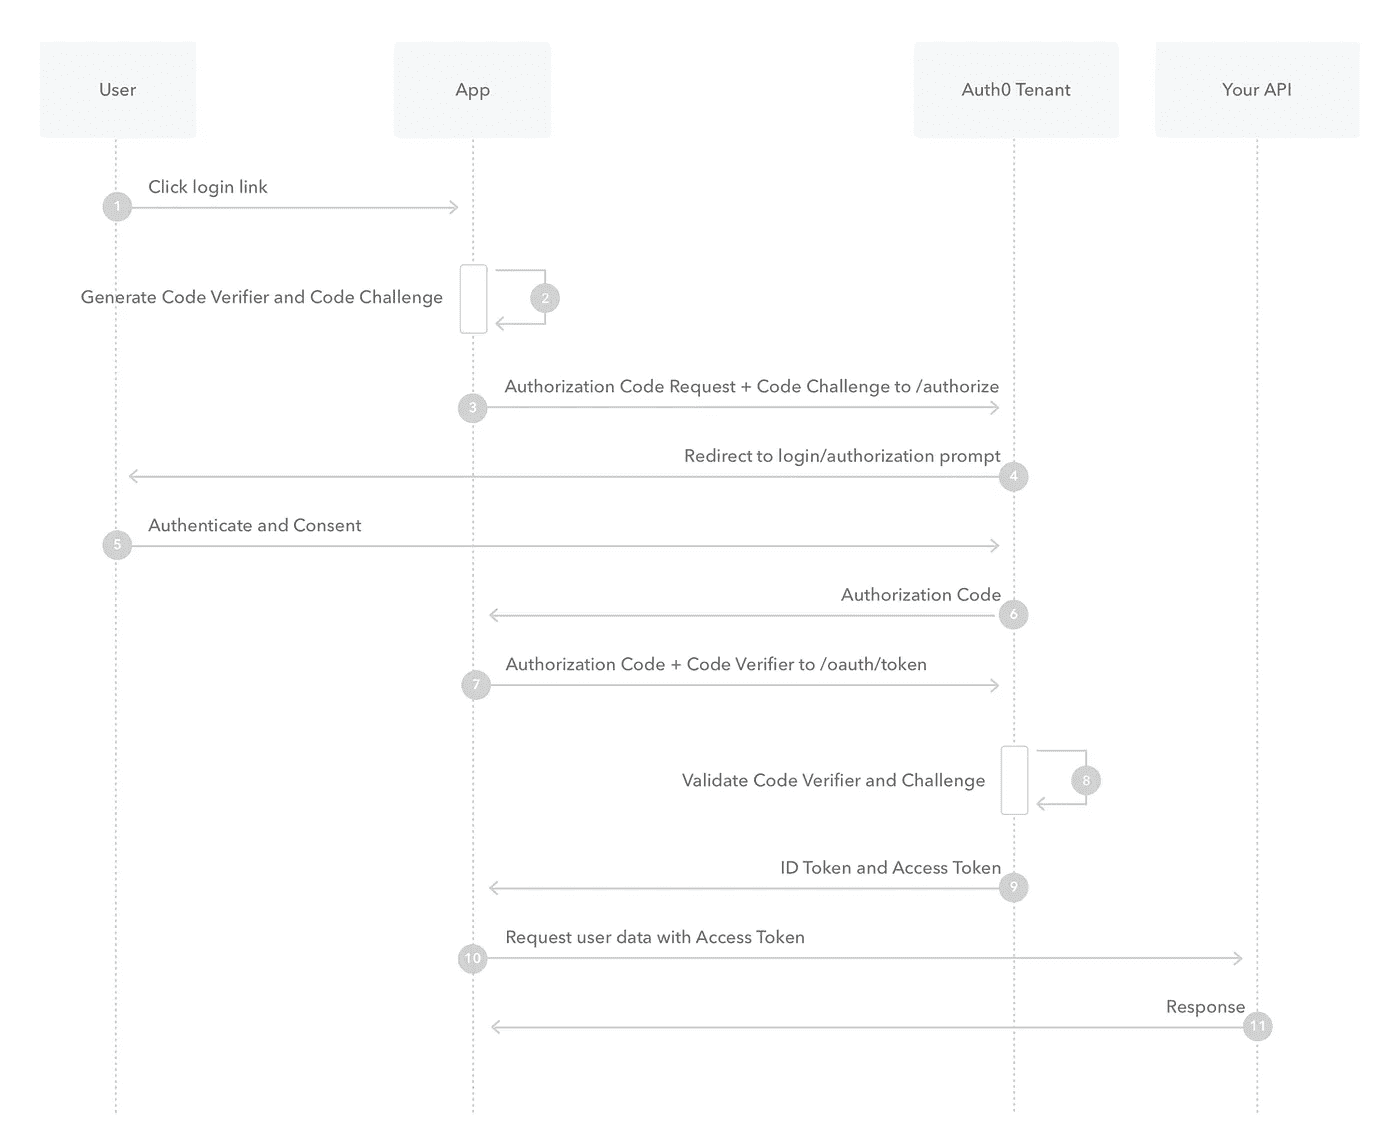 User
App
Auth0 Tenant
Your API
Click login link
1
Generate Code Verifier and Code Challenge
2
Authorization Code Request + Code Challenge to /authorize
3
Redirect to login/authorization prompt
4
Authenticate and Consent
5
Authorization Code
6
Authorization Code + Code Verifier to /oauth/token
7
Validate Code Verifier and Challenge
8
ID Token and Access Token
9
Request user data with Access Token
10
Response
11